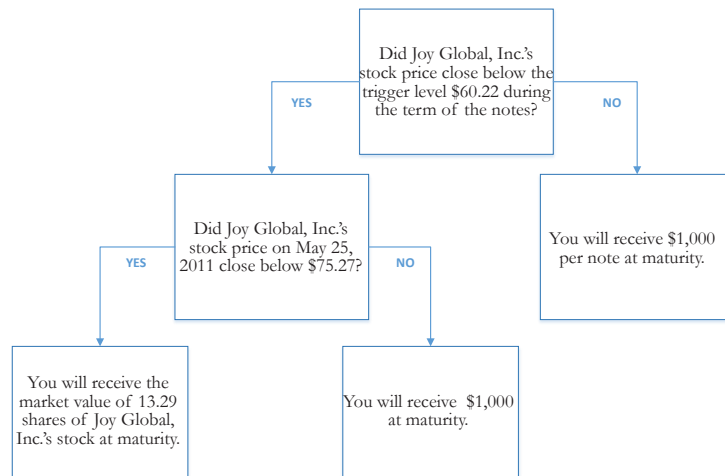 Did Joy Global, Inc.'s
stock price close below the
trigger level $60.22 during
the term of the notes?
YES
NO
Did Joy Global, Inc.'s
stock price on May 25,
2011 close below $75.27?
You will receive $1,000
per note at maturity.
YES
NO
You will receive the
market value of 13.29
shares of Joy Global,
Inc.'s stock at maturity.
You will receive $1,000
at maturity.